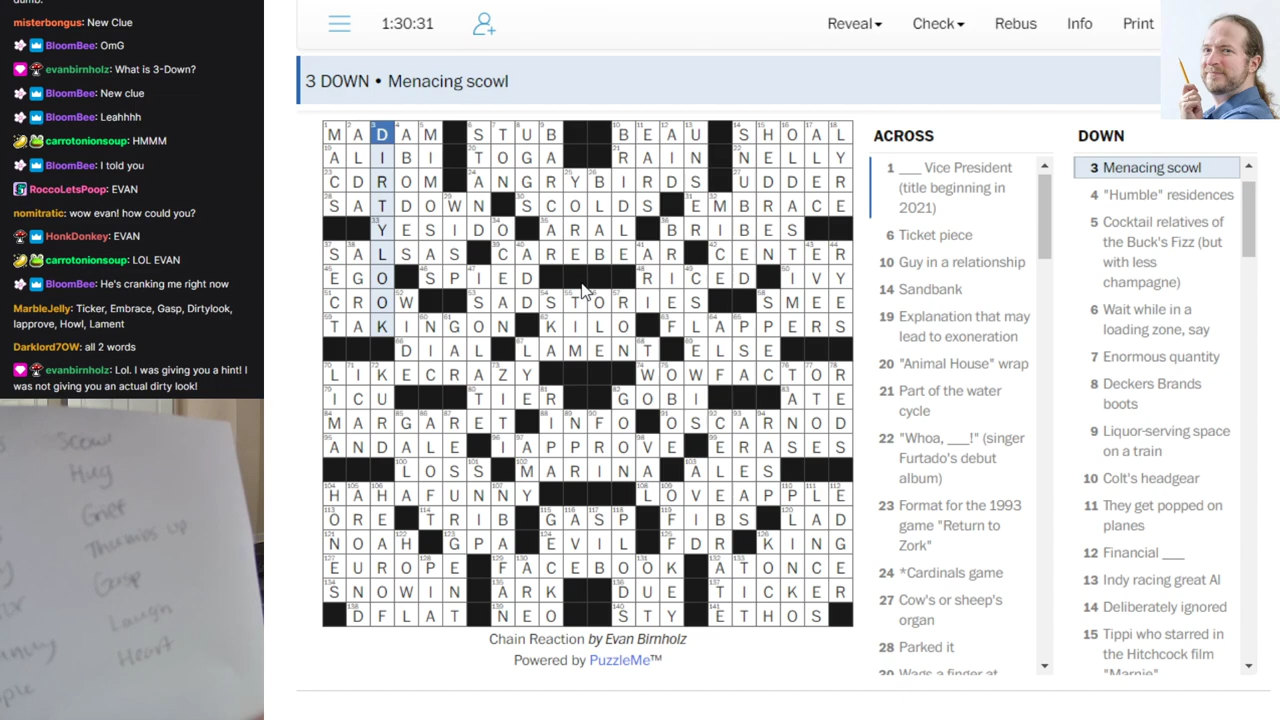 dumb.
misterbongus: New Clue
BloomBee: OmG
evanbirnholz: What is 3-Down?
BloomBee: New clue
BloomBee: Leahhhh
carrotonionsoup: HMMM
BloomBee: I told you
RoccoLetsPoop: EVAN
nomitratic: wow evan! how could you?
HonkDonkey: EVAN
carrotonionsoup: LOL EVAN
BloomBee: He's cranking me right now
MarbleJelly: Ticker, Embrace, Gasp, Dirtylook,
Iapprove, Howl, Lament
Darklord7OW: all 2 words
evanbirnholz: Lol. I was giving you a hint! I
was not giving you an actual dirty look!
Scowl
Hug
Grief
Thumbs up
Gasp
Laugh
Heart
1:30:31
Reveal Check Rebus Info Print
3 DOWN • Menacing scowl
MADAM STUB BEAU SHOAL
ALIBI TOGA RAIN NELLY
CDROM ANGRYBIRDS UDDER
SATDOWN SCOLDS EMBRACE
YESIDO ARAL BRIBES
SALSAS CAREBEAR CENTER
EGO SPIED RICED IVY
CROW SADSTORIES SMEE
TAKINGON KILO FLAPPERS
DIAL LAMENT ELSE
LIKECRAZY WOWFACTOR
ICU TIER GOBI ATE
MARGARET INFO OSCARNOD
ANDALE IAPPROVE ERASES
LOSS MARINA ALES
HAHAFUNNY LOVEAPPLE
ORE TRIB GASP FIBS LAD
NOAH GPA EVIL FDR KING
EUROPE FACEBOOK ATONCE
SNOWIN ARK DUE TICKER
DFLAT NEO STY ETHOS
Chain Reaction by Evan Birnholz
Powered by PuzzleMe™
ACROSS
1 ___ Vice President
(title beginning in
2021)
6 Ticket piece
10 Guy in a relationship
14 Sandbank
19 Explanation that may
lead to exoneration
20 "Animal House" wrap
21 Part of the water
cycle
22 "Whoa, ___!" (singer
Furtado's debut
album)
23 Format for the 1993
game "Return to
Zork"
24 *Cardinals game
27 Cow's or sheep's
organ
28 Parked it
30 Wags a finger at
DOWN
3 Menacing scowl
4 "Humble" residences
5 Cocktail relatives of
the Buck's Fizz (but
with less
champagne)
6 Wait while in a
loading zone, say
7 Enormous quantity
8 Deckers Brands
boots
9 Liquor-serving space
on a train
10 Colt's headgear
11 They get popped on
planes
12 Financial ___
13 Indy racing great Al
14 Deliberately ignored
15 Tippi who starred in
the Hitchcock film
"Marnie"